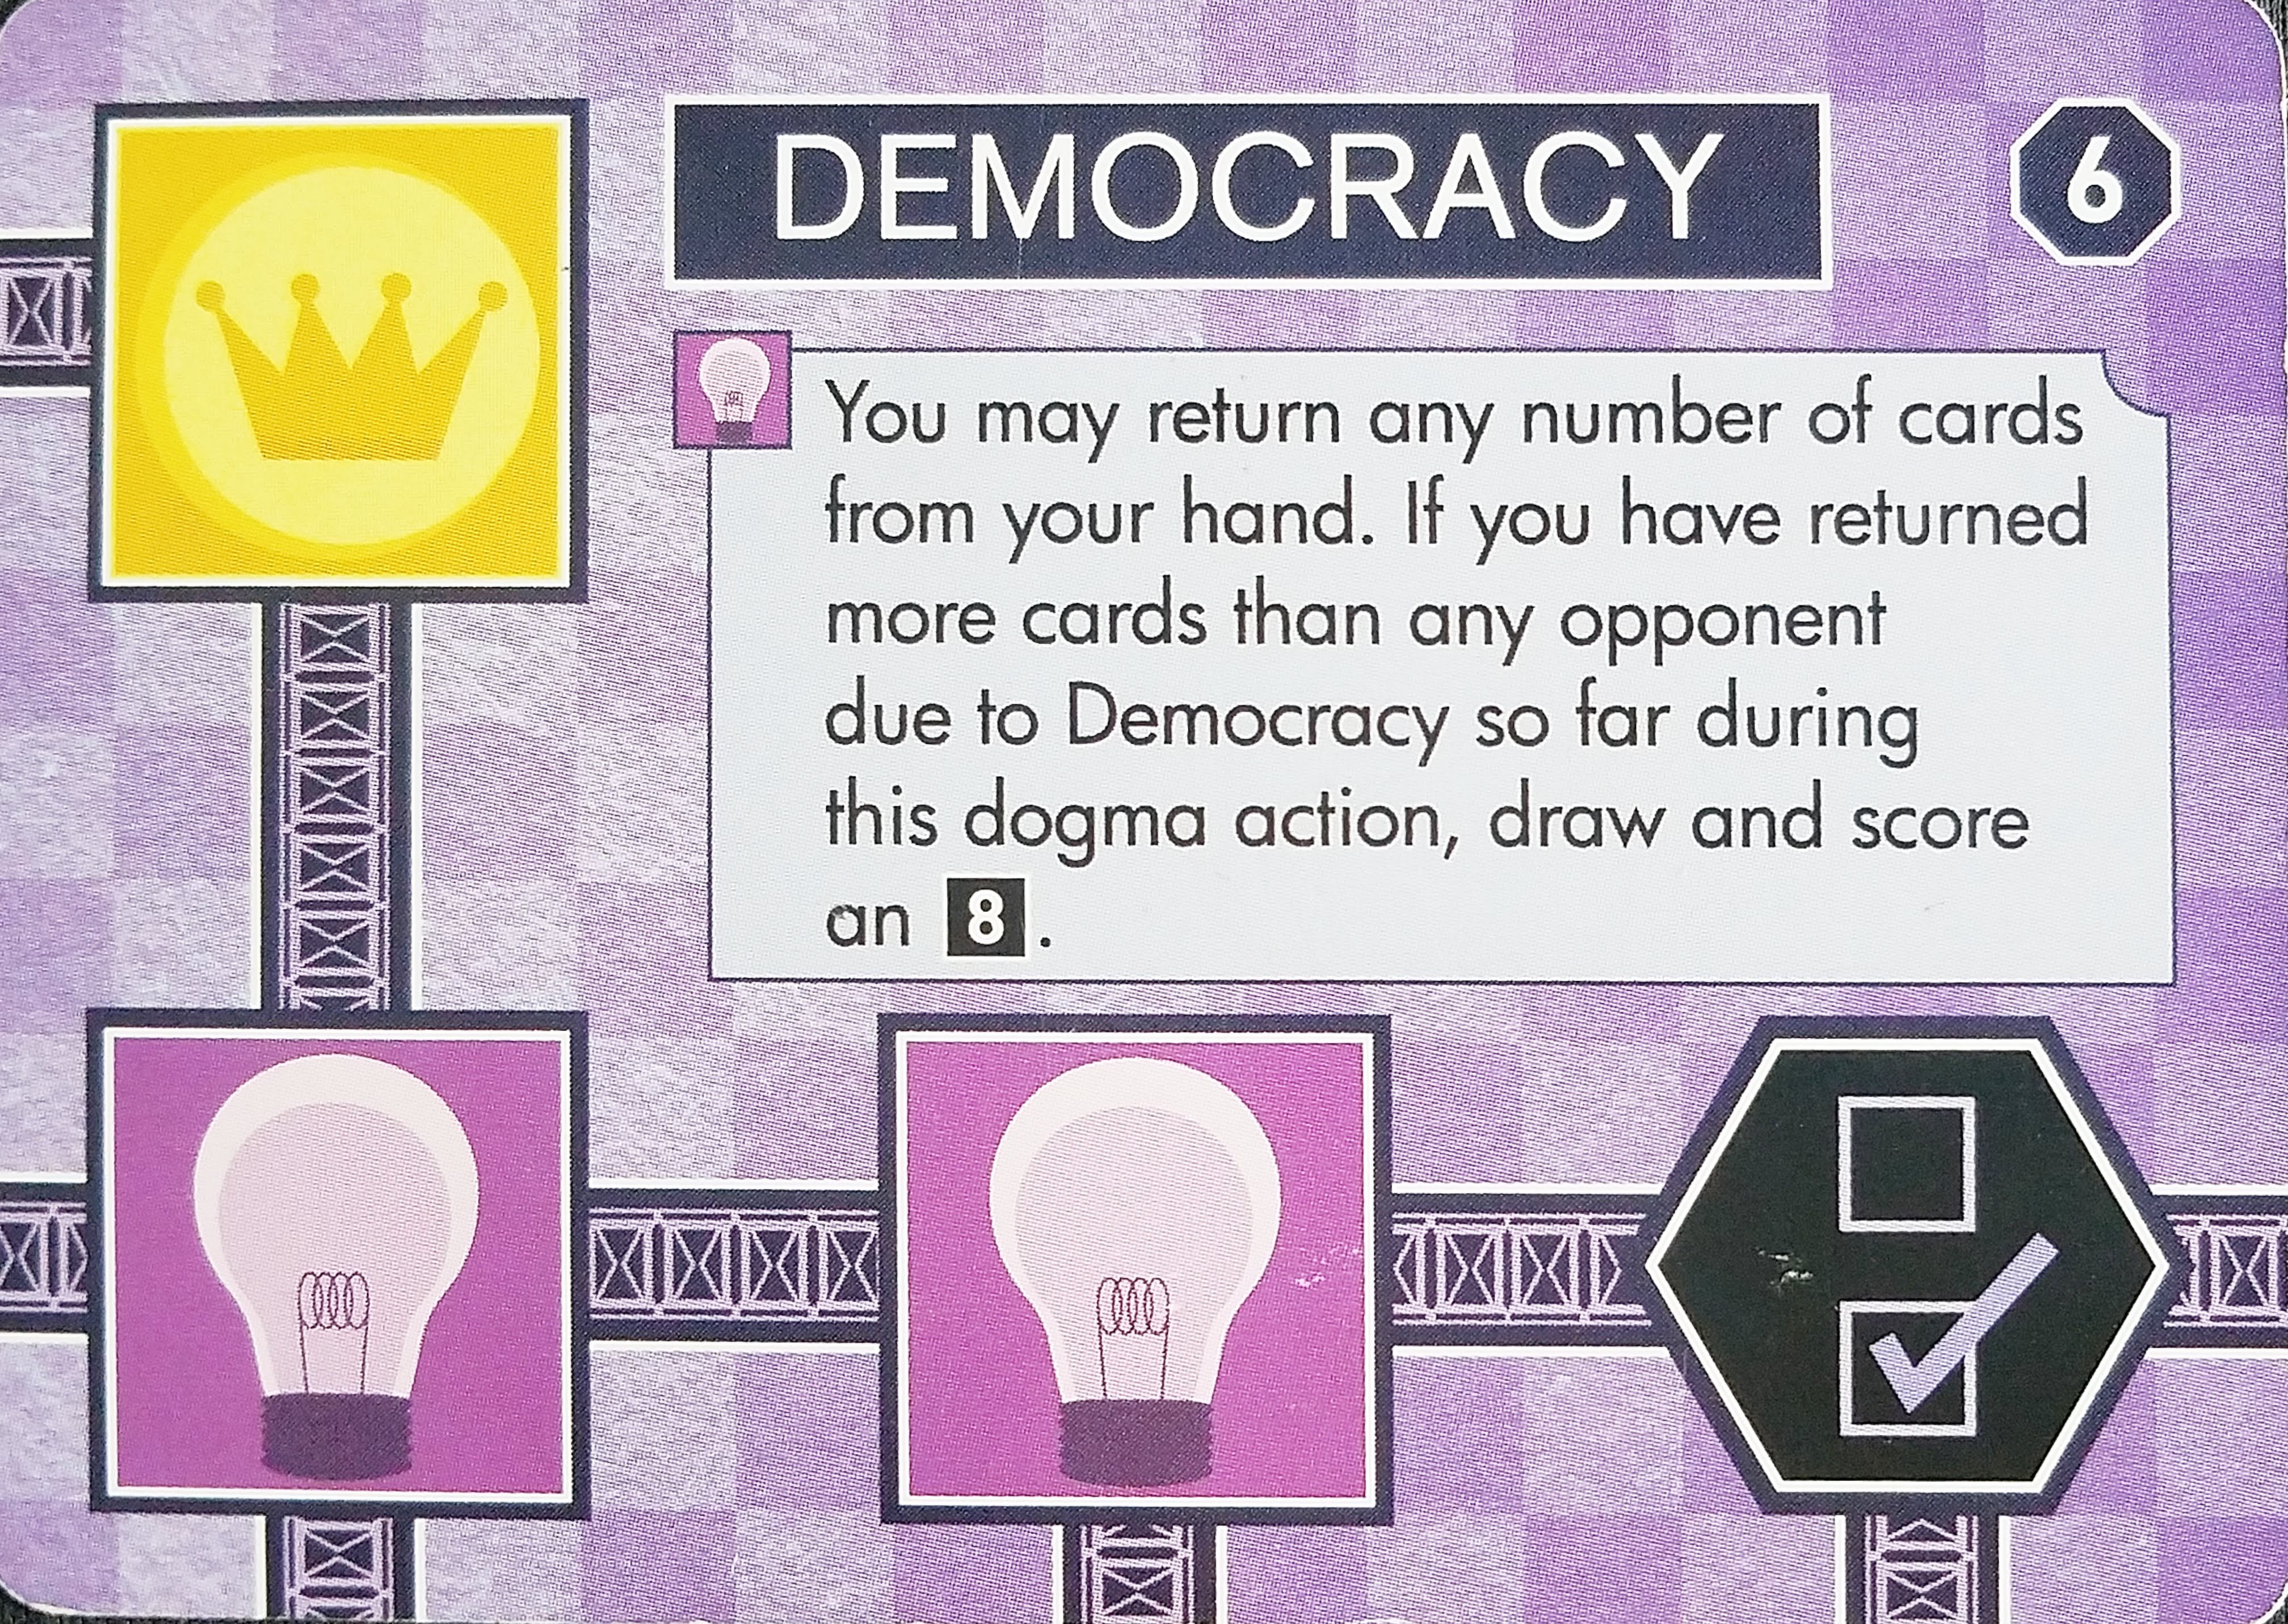 DEMOCRACY
6
You may return any number of cards
from your hand. If you have returned
more cards than any opponent
due to Democracy so far during
this dogma action, draw and score
an 8.